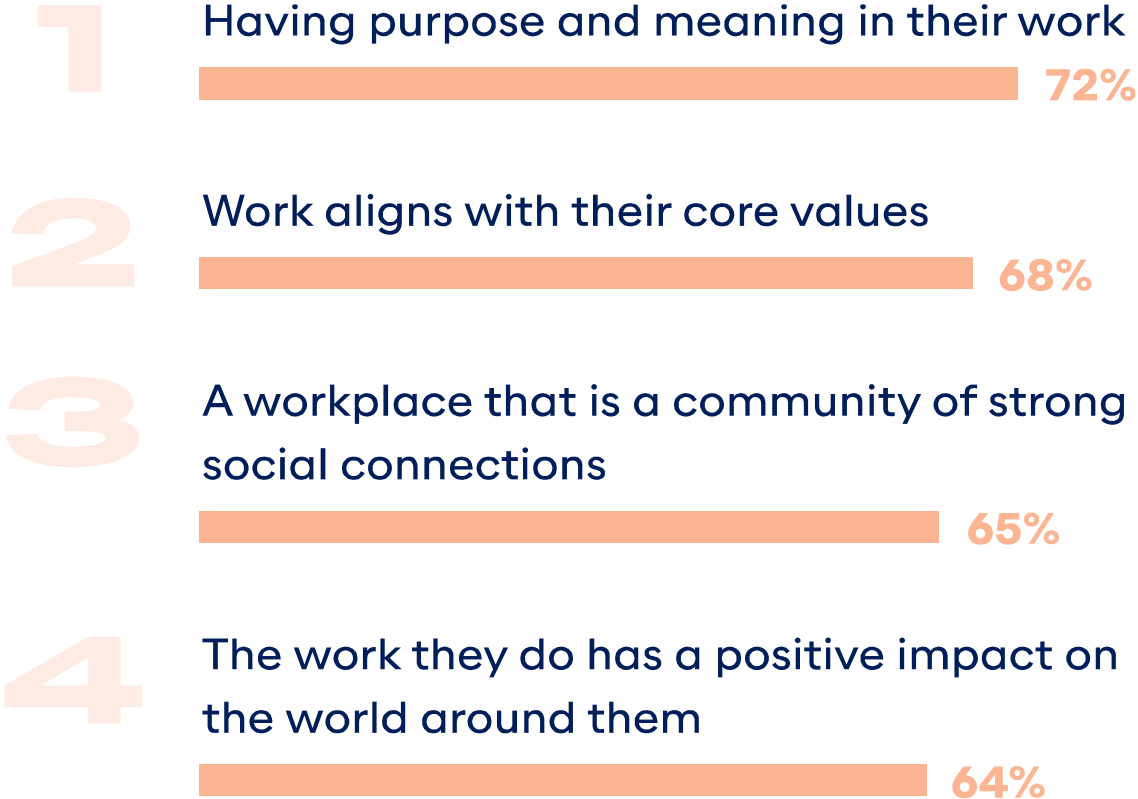 1
Having purpose and meaning in their work
72%
2
Work aligns with their core values
68%
3
A workplace that is a community of strong
social connections
65%
4
The work they do has a positive impact on
the world around them
64%